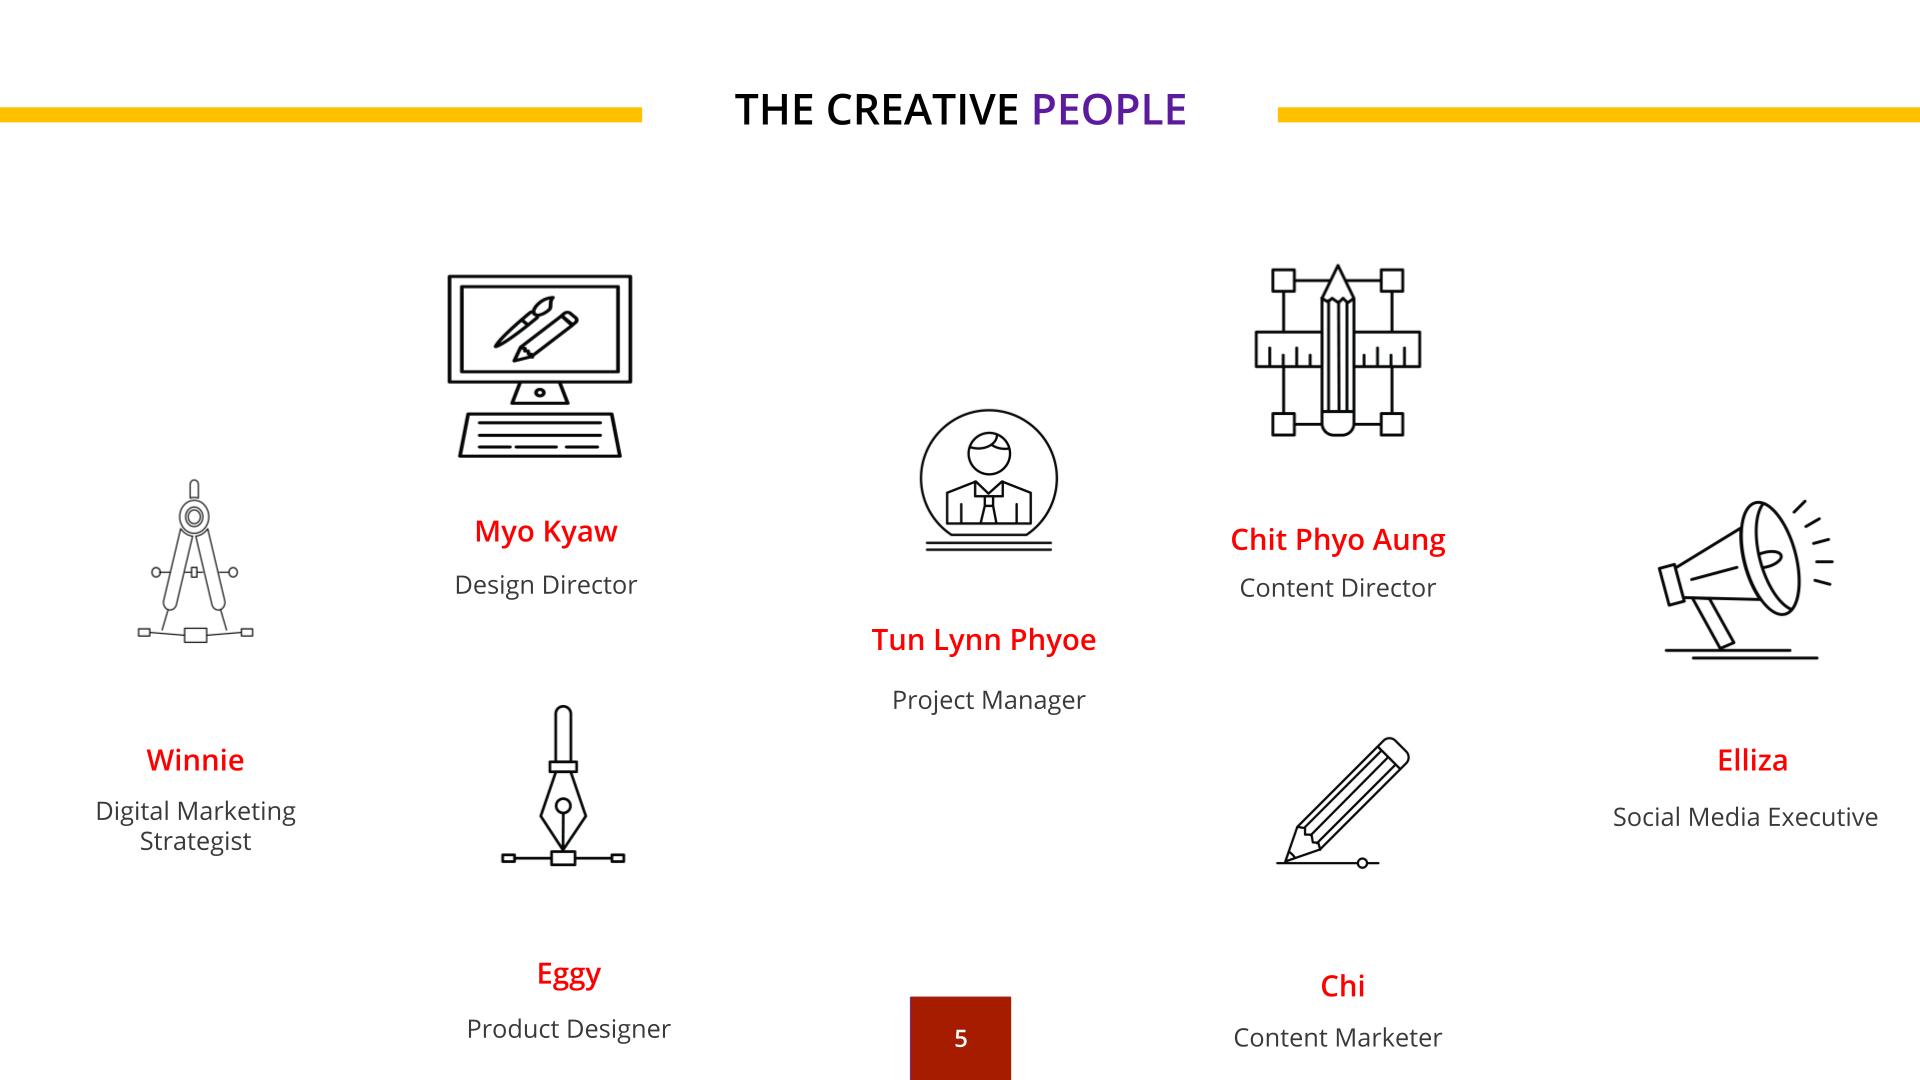 THE CREATIVE PEOPLE
Myo Kyaw
Design Director
Chit Phyo Aung
Content Director
Tun Lynn Phyoe
Project Manager
Winnie
Digital Marketing
Strategist
Elliza
Social Media Executive
Eggy
Product Designer
Chi
Content Marketer
5